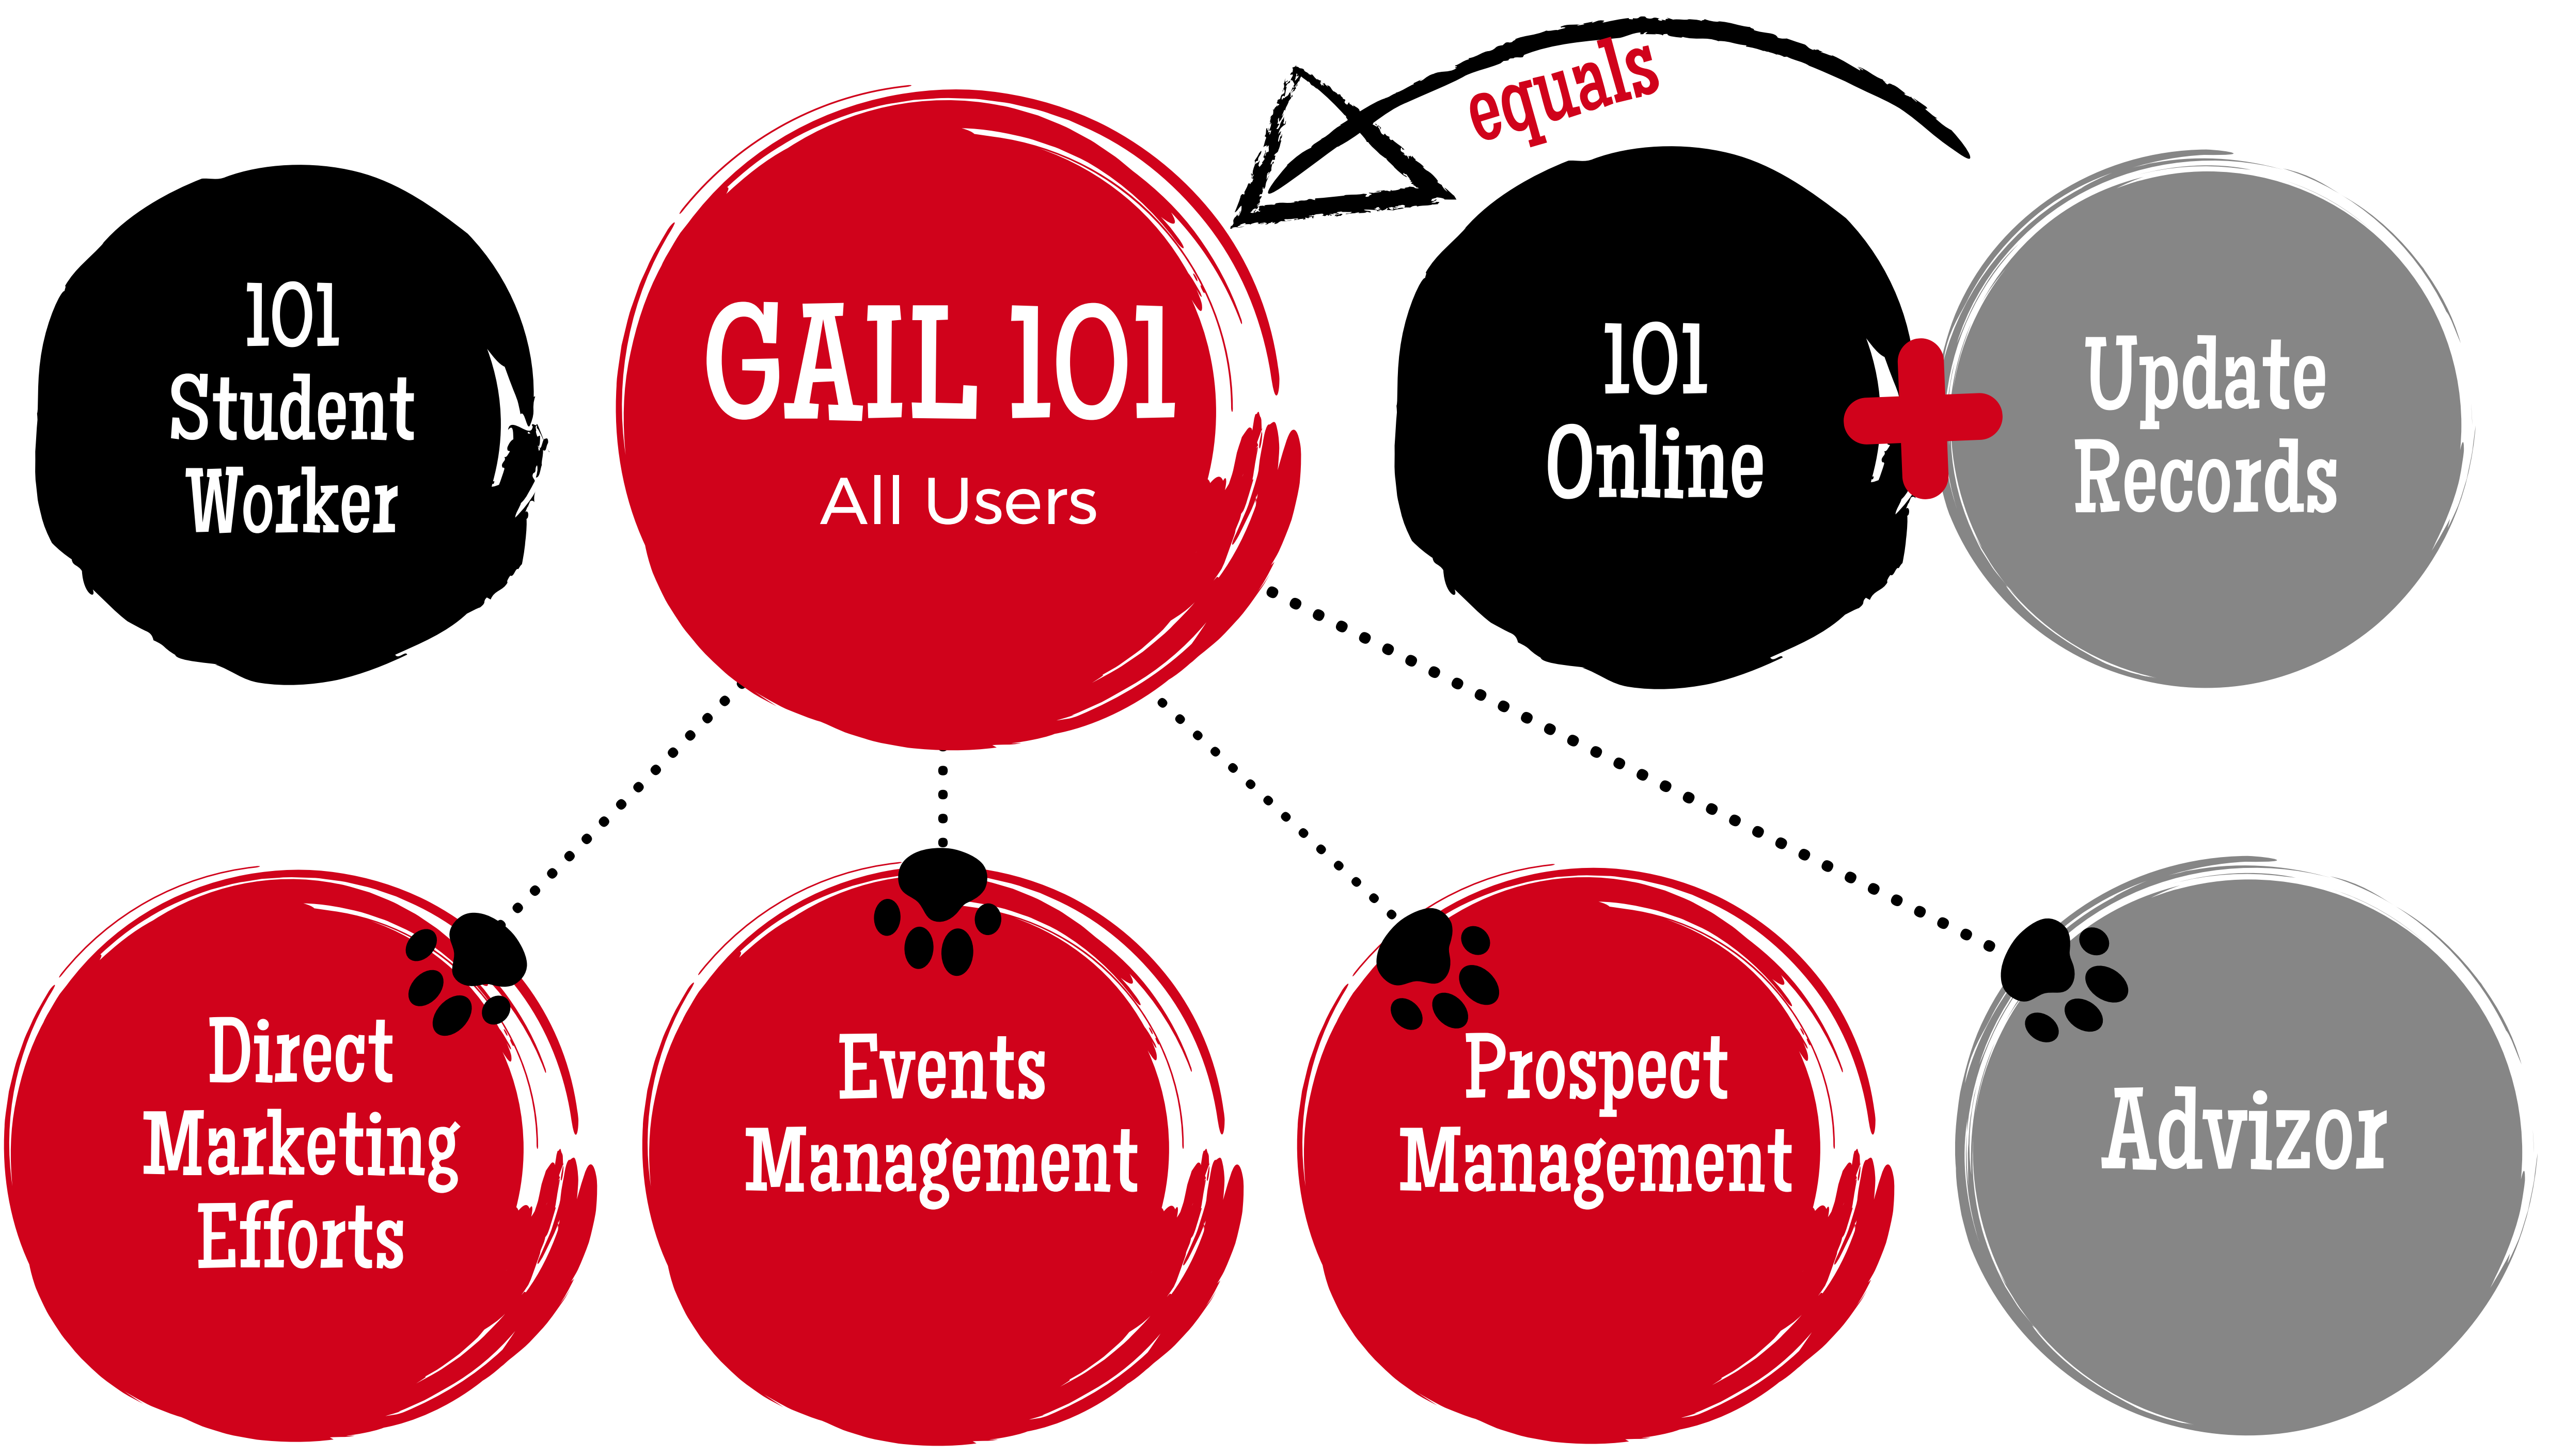 equals
101
Student
Worker
GAIL 101
All Users
101
Online
Update
Records
Direct
Marketing
Efforts
Events
Management
Prospect
Management
Advizor